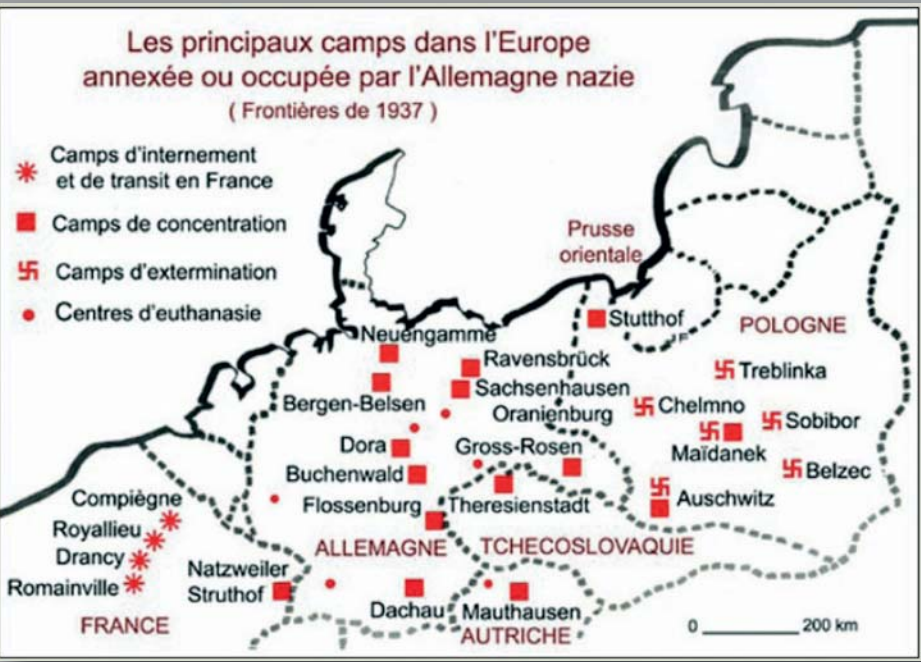 Les principaux camps dans l'Europe
annexée ou occupée par l'Allemagne nazie
( Frontières de 1937 )
Camps d'internement
et de transit en France
Camps de concentration
Camps d'extermination
Centres d'euthanasie
Prusse
orientale
Stutthof
POLOGNE
Neuengamme
Ravensbrück
Treblinka
Sachsenhausen
Bergen-Belsen
Oranienburg
Chelmno
Sobibor
Dora
Gross-Rosen
Maïdanek
Buchenwald
Belzec
Compiègne
Flossenburg
Theresienstadt
Auschwitz
Royallieu
Drancy
ALLEMAGNE
TCHECOSLOVAQUIE
Romainville
Natzweiler
Struthof
Dachau
Mauthausen
FRANCE
AUTRICHE
0
200 km